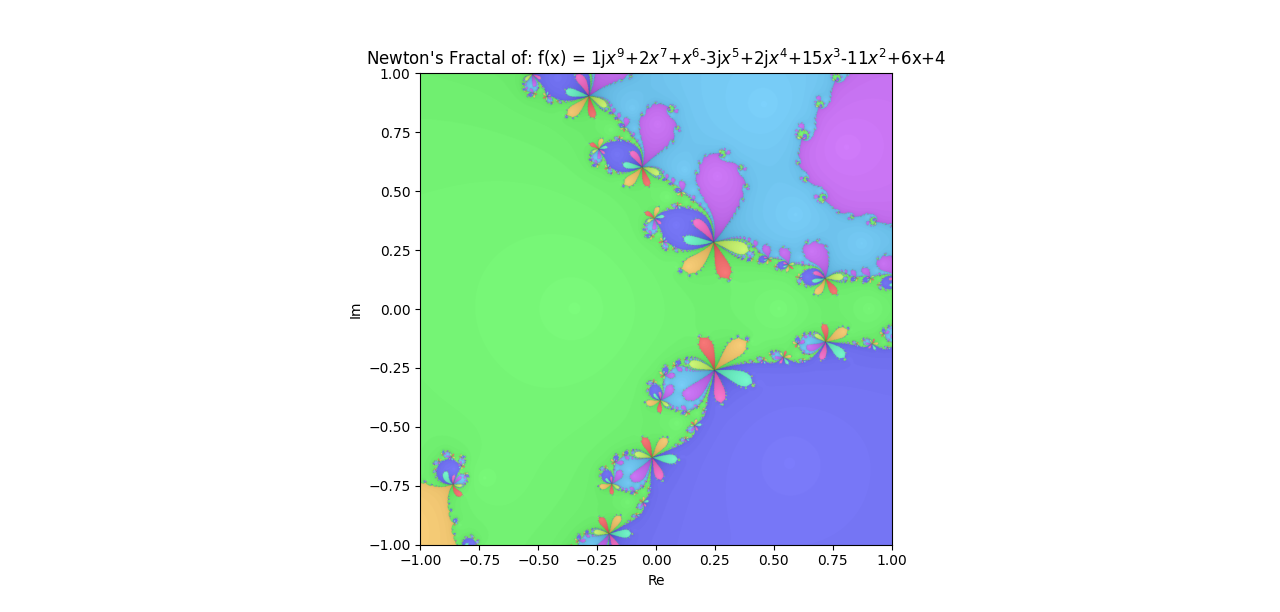 Newton's Fractal of: f(x) = 1jx⁹+2x⁷+x⁶-3jx⁵+2jx⁴+15x³-11x²+6x+4
1.00
0.75
0.50
0.25
0.00
−0.25
−0.50
−0.75
−1.00
Im
−1.00 −0.75 −0.50 −0.25 0.00 0.25 0.50 0.75 1.00
Re